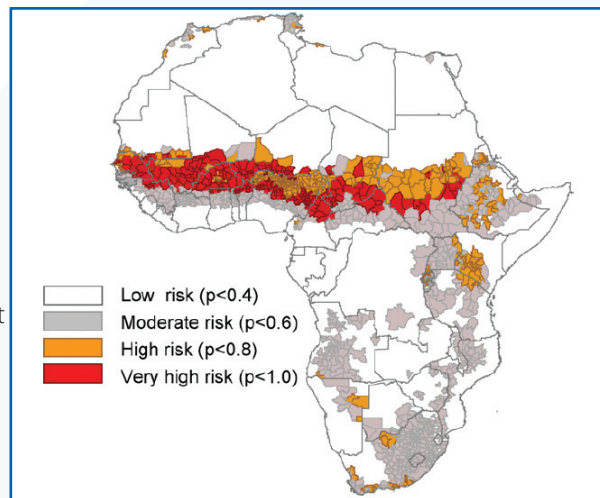 t
Low risk (p<0.4)
Moderate risk (p<0.6)
High risk (p<0.8)
Very high risk (p<1.0)